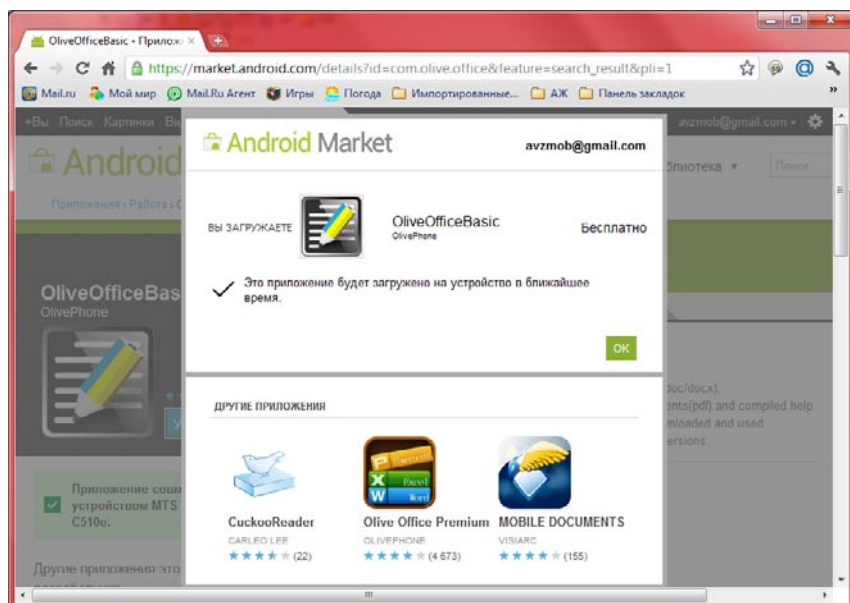 OliveOfficeBasic - Прилож
https://market.android.com/details?id=com.olive.office&feature=search_result&pli=1
Mail.ru Мой мир Mail.Ru Агент Игры Погода Импортированные... АЖ Панель закладок »
+Вы Поиск Картинки avzmob@gmail.com
Android Market avzmob@gmail.com
Android Поиск
Приложения › Работа ›
ВЫ ЗАГРУЖАЕТЕ OliveOfficeBasic Бесплатно
OlivePhone
Это приложение будет загружено на устройство в ближайшее
время.
OliveOfficeBas
OlivePhone
OK
doc/docx),
ents(pdf) and compiled help
nloaded and used
ersions.
ДРУГИЕ ПРИЛОЖЕНИЯ
P
X Excel
W Word
Приложение совм
устройством MTS
C510e.
CuckooReader Olive Office Premium MOBILE DOCUMENTS
CARLEO LEE OLIVEPHONE VISIARC
(22) (4 673) (155)
Другие приложения это